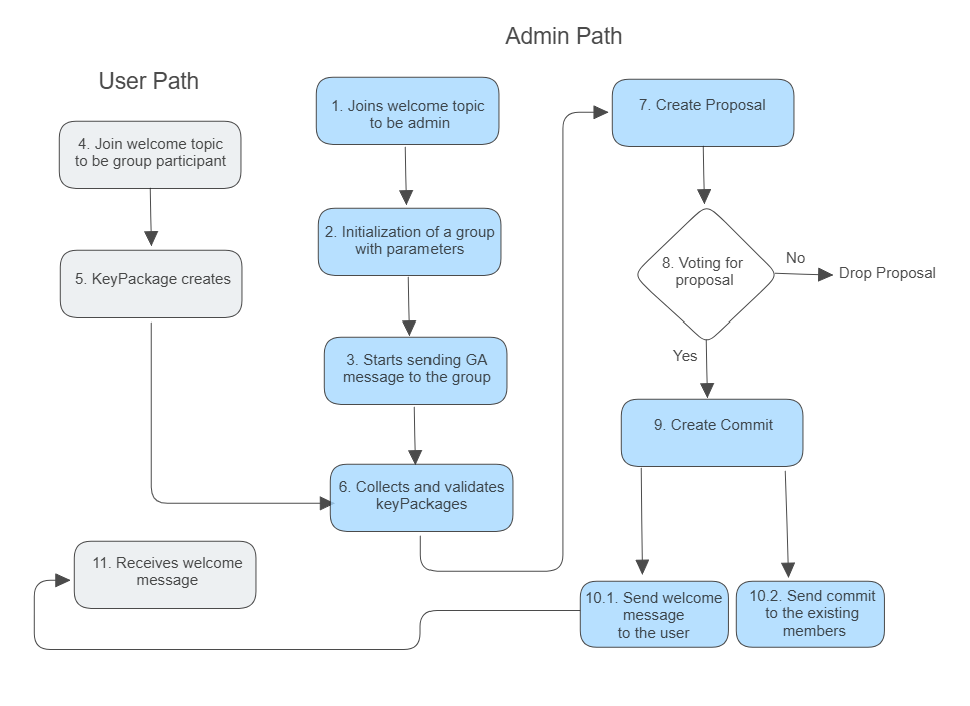 Admin Path
User Path
1. Joins welcome topic
to be admin
7. Create Proposal
4. Join welcome topic
to be group participant
2. Initialization of a group
with parameters
8. Voting for
proposal
No
Drop Proposal
5. KeyPackage creates
3. Starts sending GA
message to the group
Yes
9. Create Commit
6. Collects and validates
keyPackages
11. Receives welcome
message
10.1. Send welcome
message
to the user
10.2. Send commit
to the existing
members